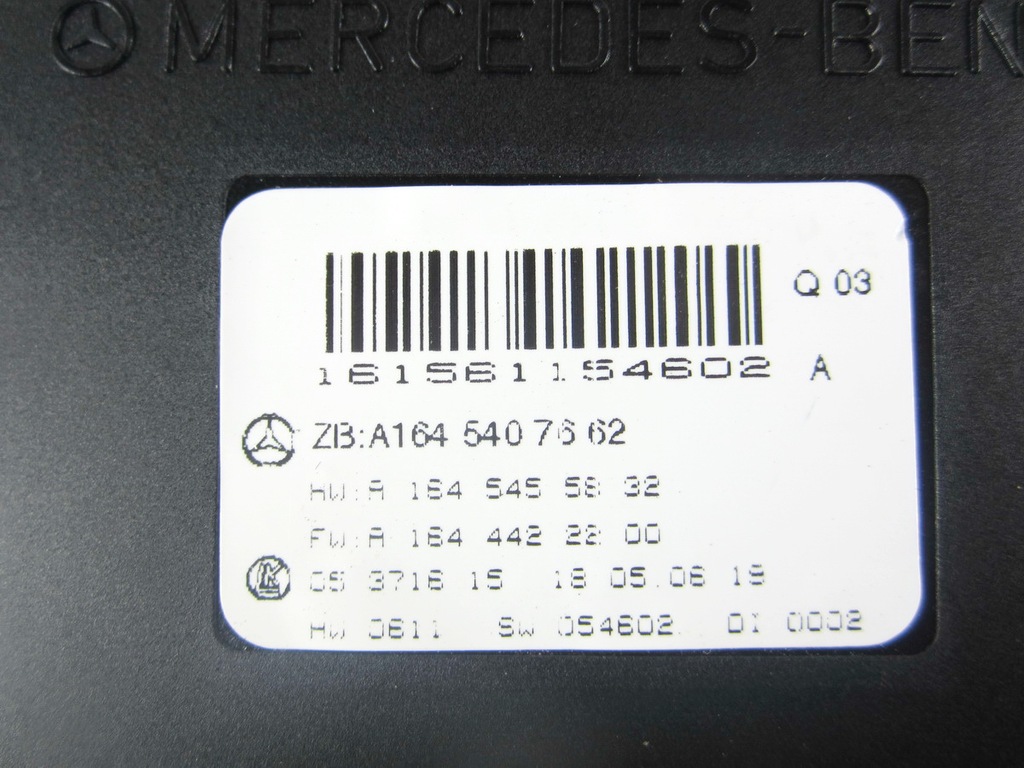 MERCEDES-BEN
Q 03
161561154602 A
ZB:A164 540 76 62
HW:A 164 545 58 32
FW:A 164 442 22 00
05 3716 15 18 05.06 19
HW 0611 SW 054602 DI 0002